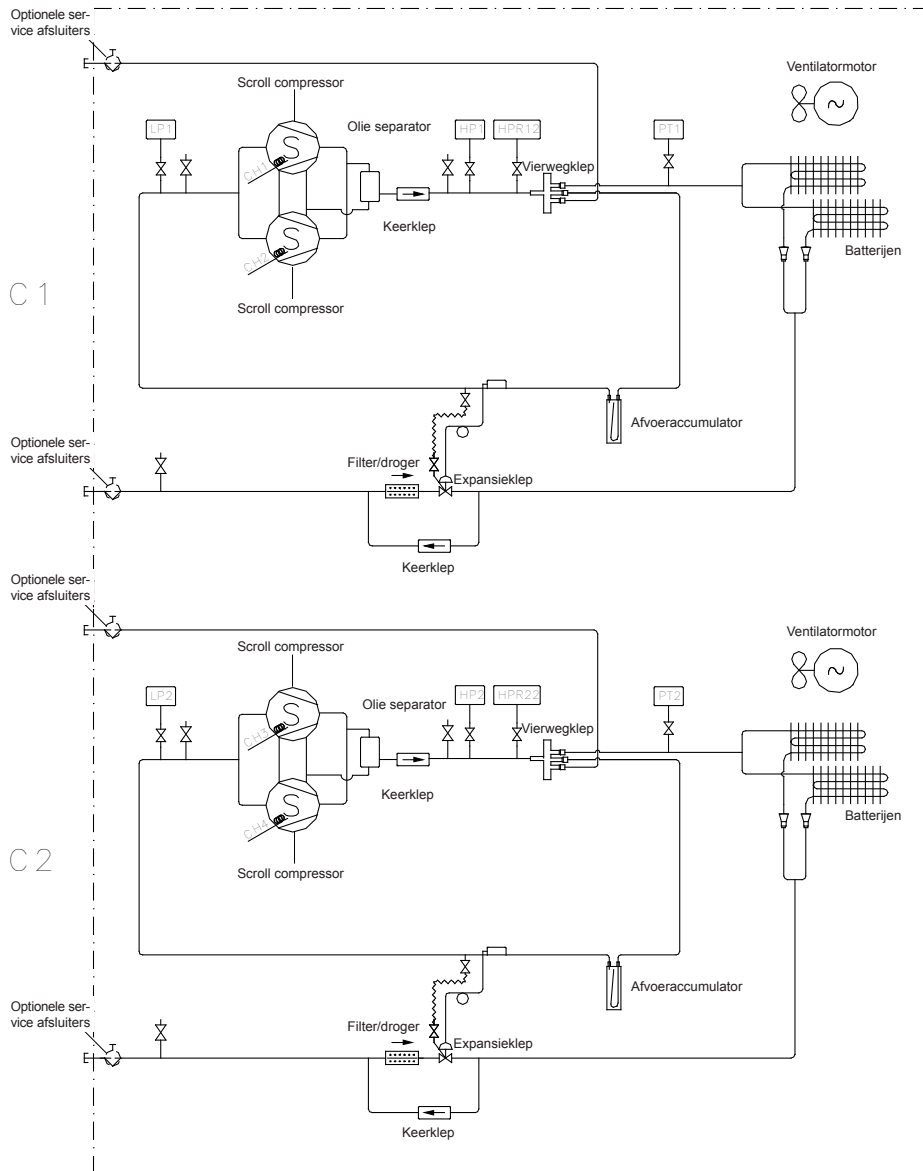 Optionele ser-
vice afsluiters
Scroll compressor
Ventilatormotor
LP1
Olie separator
HP1
HPR12
PT1
CH1
Vierwegklep
Keerklep
CH2
Batterijen
C 1
Scroll compressor
Afvoeraccumulator
Optionele ser-
vice afsluiters
Filter/droger
Expansieklep
Keerklep
Optionele ser-
vice afsluiters
Scroll compressor
Ventilatormotor
LP2
Olie separator
HP2
HPR22
PT2
CH3
Vierwegklep
Keerklep
CH4
Batterijen
C 2
Scroll compressor
Afvoeraccumulator
Optionele ser-
vice afsluiters
Filter/droger
Expansieklep
Keerklep